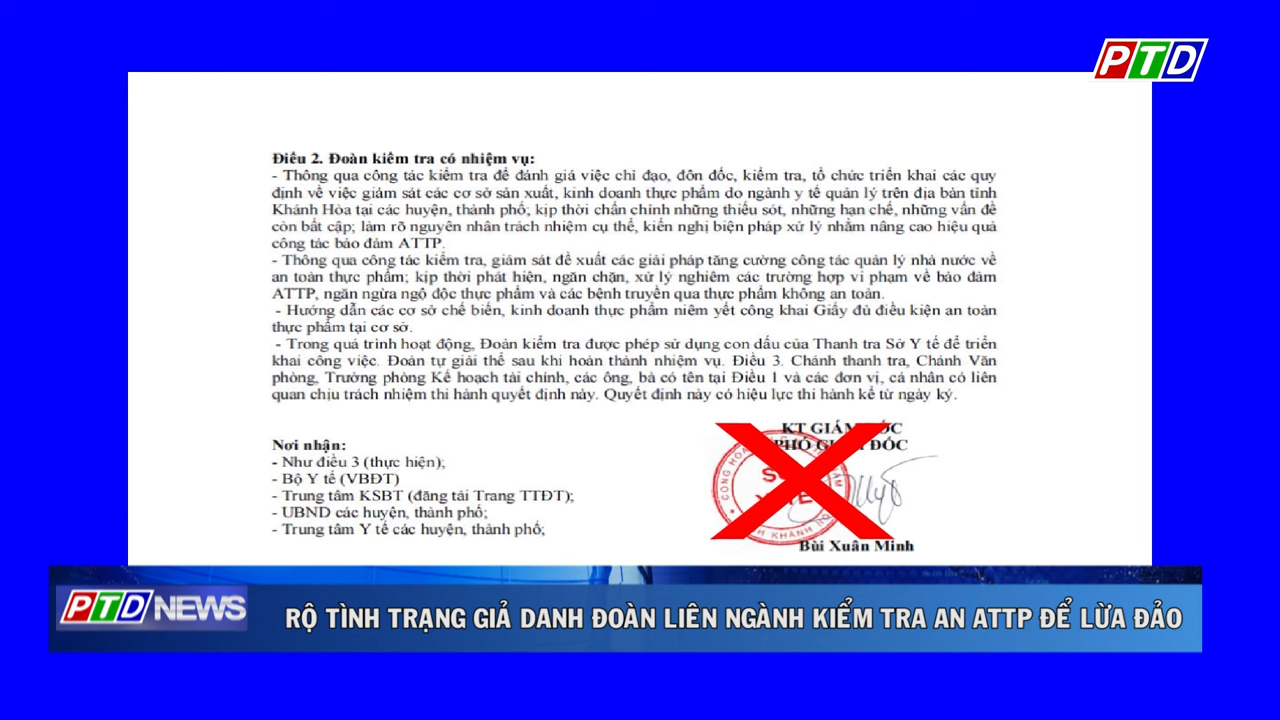 PTD
Điều 2. Đoàn kiểm tra có nhiệm vụ:
- Thông qua công tác kiểm tra để đánh giá việc chỉ đạo, đôn đốc, kiểm tra, tổ chức triển khai các quy
định về việc giám sát các cơ sở sản xuất, kinh doanh thực phẩm do ngành y tế quản lý trên địa bàn tỉnh
Khánh Hòa tại các huyện, thành phố; kịp thời chấn chỉnh những thiếu sót, những hạn chế, những vấn đề
còn bất cập; làm rõ nguyên nhân trách nhiệm cụ thể, kiến nghị biện pháp xử lý nhằm nâng cao hiệu quả
công tác bảo đảm ATTP.
- Thông qua công tác kiểm tra, giám sát đề xuất các giải pháp tăng cường công tác quản lý nhà nước về
an toàn thực phẩm; kịp thời phát hiện, ngăn chặn, xử lý nghiêm các trường hợp vi phạm về bảo đảm
ATTP, ngăn ngừa ngộ độc thực phẩm và các bệnh truyền qua thực phẩm không an toàn.
- Hướng dẫn các cơ sở chế biến, kinh doanh thực phẩm niêm yết công khai Giấy đủ điều kiện an toàn
thực phẩm tại cơ sở.
- Trong quá trình hoạt động, Đoàn kiểm tra được phép sử dụng con dấu của Thanh tra Sở Y tế để triển
khai công việc. Đoàn tự giải thể sau khi hoàn thành nhiệm vụ. Điều 3. Chánh thanh tra, Chánh Văn
phòng, Trưởng phòng Kế hoạch tài chính, các ông, bà có tên tại Điều 1 và các đơn vị, cá nhân có liên
quan chịu trách nhiệm thi hành quyết định này. Quyết định này có hiệu lực thi hành kể từ ngày ký.
KT GIÁM ĐỐC
PHÓ GIÁM ĐỐC
Nơi nhận:
- Như điều 3 (thực hiện);
- Bộ Y tế (VBĐT)
- Trung tâm KSBT (đăng tải Trang TTĐT);
- UBND các huyện, thành phố;
- Trung tâm Y tế các huyện, thành phố;
SỞ
Y TẾ
Bùi Xuân Minh
PTD NEWS
RỘ TÌNH TRẠNG GIẢ DANH ĐOÀN LIÊN NGÀNH KIỂM TRA AN ATTP ĐỂ LỪA ĐẢO